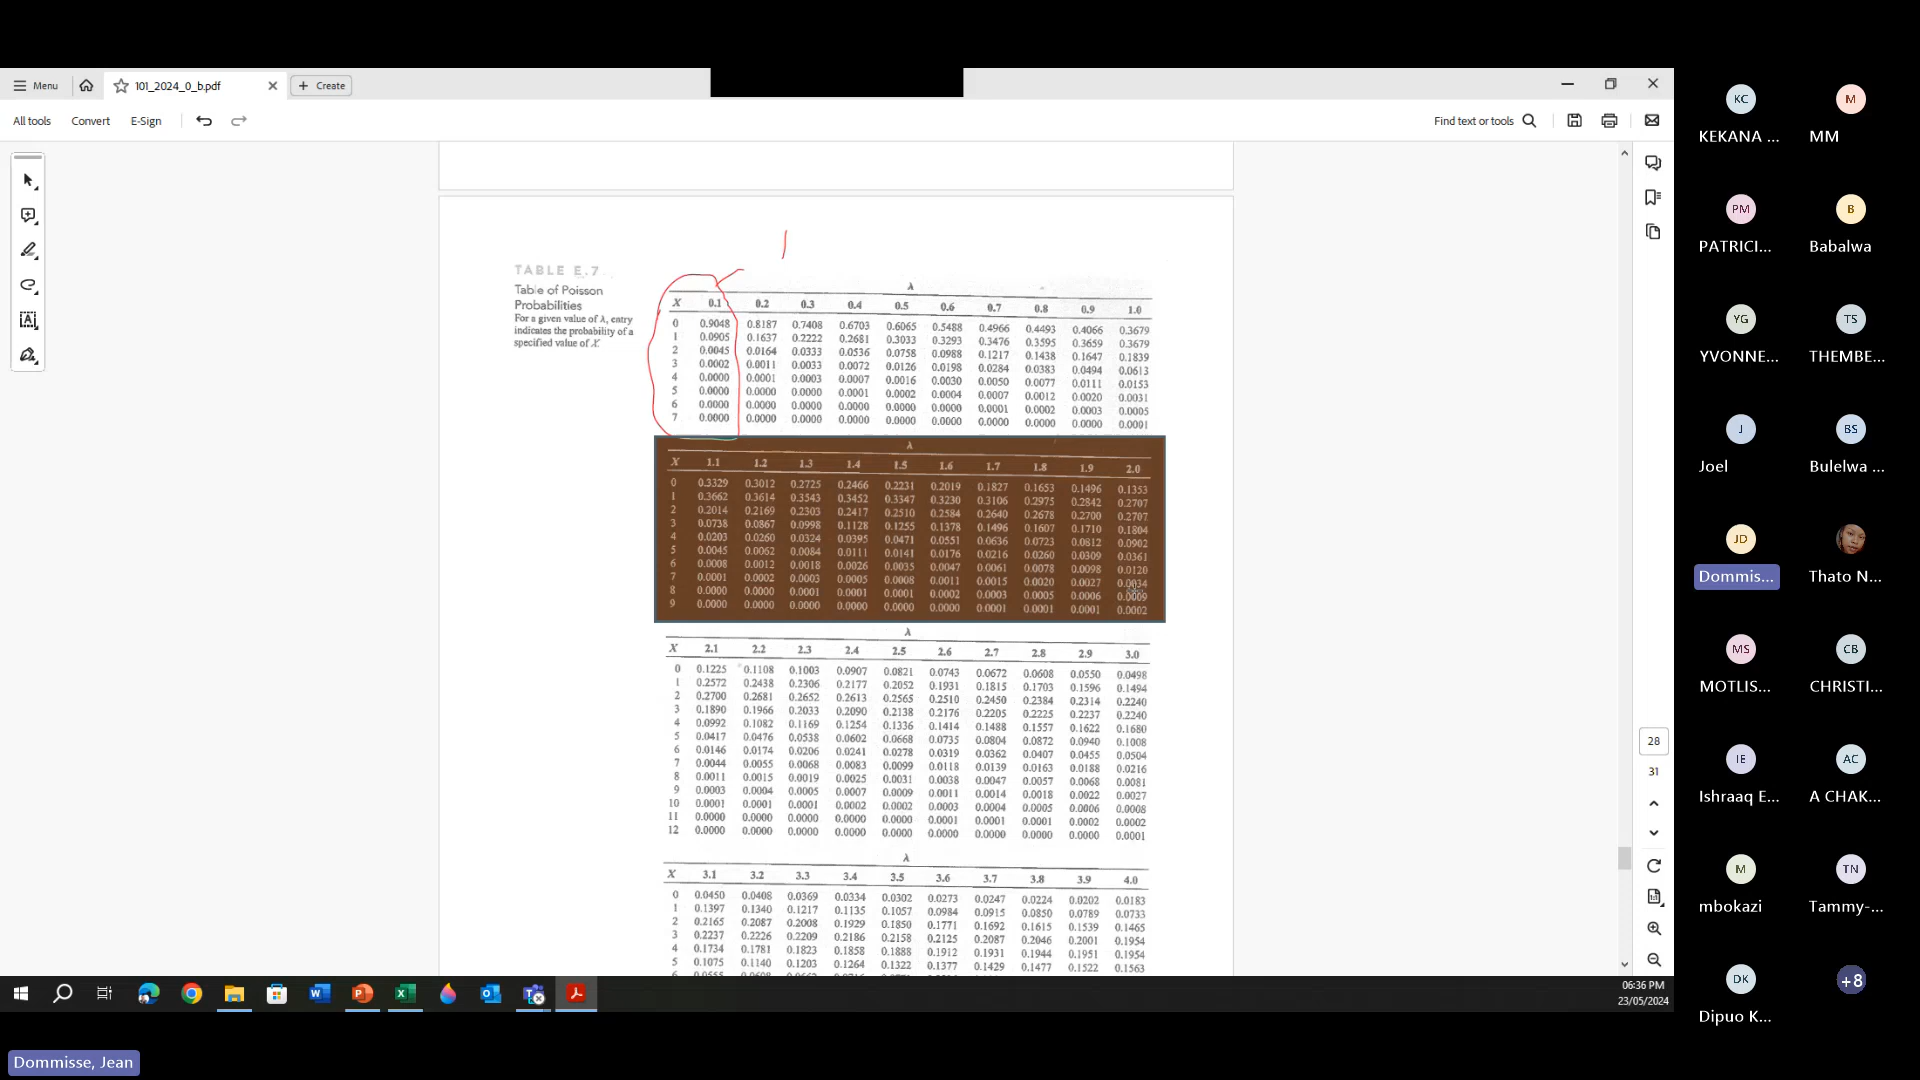 101_2024_0_b.pdf
Menu
Create
All tools
Convert
E-Sign
Find text or tools
TABLE E.7
Table of Poisson
Probabilities
For a given value of λ, entry
indicates the probability of a
specified value of X
λ
X 0.1 0.2 0.3 0.4 0.5 0.6 0.7 0.8 0.9 1.0
0 0.9048 0.8187 0.7408 0.6703 0.6065 0.5488 0.4966 0.4493 0.4066 0.3679
1 0.0905 0.1637 0.2222 0.2681 0.3033 0.3293 0.3476 0.3595 0.3659 0.3679
2 0.0045 0.0164 0.0333 0.0536 0.0758 0.0988 0.1217 0.1438 0.1647 0.1839
3 0.0002 0.0011 0.0033 0.0072 0.0126 0.0198 0.0284 0.0383 0.0494 0.0613
4 0.0000 0.0001 0.0003 0.0007 0.0016 0.0030 0.0050 0.0077 0.0111 0.0153
5 0.0000 0.0000 0.0000 0.0001 0.0002 0.0004 0.0007 0.0012 0.0020 0.0031
6 0.0000 0.0000 0.0000 0.0000 0.0000 0.0000 0.0001 0.0002 0.0003 0.0005
7 0.0000 0.0000 0.0000 0.0000 0.0000 0.0000 0.0000 0.0000 0.0000 0.0001
λ
X 1.1 1.2 1.3 1.4 1.5 1.6 1.7 1.8 1.9 2.0
0 0.3329 0.3012 0.2725 0.2466 0.2231 0.2019 0.1827 0.1653 0.1496 0.1353
1 0.3662 0.3614 0.3543 0.3452 0.3347 0.3230 0.3106 0.2975 0.2842 0.2707
2 0.2014 0.2169 0.2303 0.2417 0.2510 0.2584 0.2640 0.2678 0.2700 0.2707
3 0.0738 0.0867 0.0998 0.1128 0.1255 0.1378 0.1496 0.1607 0.1710 0.1804
4 0.0203 0.0260 0.0324 0.0395 0.0471 0.0551 0.0636 0.0723 0.0812 0.0902
5 0.0045 0.0062 0.0084 0.0111 0.0141 0.0176 0.0216 0.0260 0.0309 0.0361
6 0.0008 0.0012 0.0018 0.0026 0.0035 0.0047 0.0061 0.0078 0.0098 0.0120
7 0.0001 0.0002 0.0003 0.0005 0.0008 0.0011 0.0015 0.0020 0.0027 0.0034
8 0.0000 0.0000 0.0001 0.0001 0.0001 0.0002 0.0003 0.0005 0.0006 0.0009
9 0.0000 0.0000 0.0000 0.0000 0.0000 0.0000 0.0001 0.0001 0.0001 0.0002
λ
X 2.1 2.2 2.3 2.4 2.5 2.6 2.7 2.8 2.9 3.0
0 0.1225 0.1108 0.1003 0.0907 0.0821 0.0743 0.0672 0.0608 0.0550 0.0498
1 0.2572 0.2438 0.2306 0.2177 0.2052 0.1931 0.1815 0.1703 0.1596 0.1494
2 0.2700 0.2681 0.2652 0.2613 0.2565 0.2510 0.2450 0.2384 0.2314 0.2240
3 0.1890 0.1966 0.2033 0.2090 0.2138 0.2176 0.2205 0.2225 0.2237 0.2240
4 0.0992 0.1082 0.1169 0.1254 0.1336 0.1414 0.1488 0.1557 0.1622 0.1680
5 0.0417 0.0476 0.0538 0.0602 0.0668 0.0735 0.0804 0.0872 0.0940 0.1008
6 0.0146 0.0174 0.0206 0.0241 0.0278 0.0319 0.0362 0.0407 0.0455 0.0504
7 0.0044 0.0055 0.0068 0.0083 0.0099 0.0118 0.0139 0.0163 0.0188 0.0216
8 0.0011 0.0015 0.0019 0.0025 0.0031 0.0038 0.0047 0.0057 0.0068 0.0081
9 0.0003 0.0004 0.0005 0.0007 0.0009 0.0011 0.0014 0.0018 0.0022 0.0027
10 0.0001 0.0001 0.0001 0.0002 0.0002 0.0003 0.0004 0.0005 0.0006 0.0008
11 0.0000 0.0000 0.0000 0.0000 0.0000 0.0001 0.0001 0.0001 0.0002 0.0002
12 0.0000 0.0000 0.0000 0.0000 0.0000 0.0000 0.0000 0.0000 0.0000 0.0001
λ
X 3.1 3.2 3.3 3.4 3.5 3.6 3.7 3.8 3.9 4.0
0 0.0450 0.0408 0.0369 0.0334 0.0302 0.0273 0.0247 0.0224 0.0202 0.0183
1 0.1397 0.1340 0.1217 0.1135 0.1057 0.0984 0.0915 0.0850 0.0789 0.0733
2 0.2165 0.2087 0.2008 0.1929 0.1850 0.1771 0.1692 0.1615 0.1539 0.1465
3 0.2237 0.2226 0.2209 0.2186 0.2158 0.2125 0.2087 0.2046 0.2001 0.1954
4 0.1734 0.1781 0.1823 0.1858 0.1888 0.1912 0.1931 0.1944 0.1951 0.1954
5 0.1075 0.1140 0.1203 0.1264 0.1322 0.1377 0.1429 0.1477 0.1522 0.1563
28
31
06:36 PM
23/05/2024
KC
KEKANA ...
M
MM
PM
PATRICI...
B
Babalwa
YG
YVONNE...
TS
THEMBE...
J
Joel
BS
Bulelwa ...
JD
Dommis...
Thato N...
MS
MOTLIS...
CB
CHRISTI...
IE
Ishraaq E...
AC
A CHAK...
M
mbokazi
TN
Tammy-...
DK
Dipuo K...
+8
Dommisse, Jean